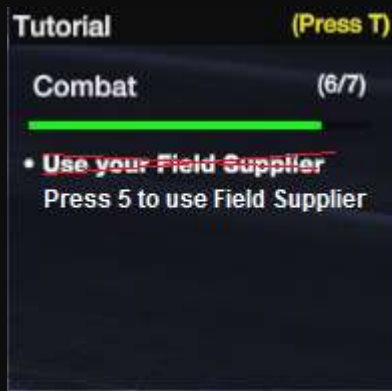 Tutorial (Press T)
Combat (6/7)
• Use your Field Supplier
Press 5 to use Field Supplier